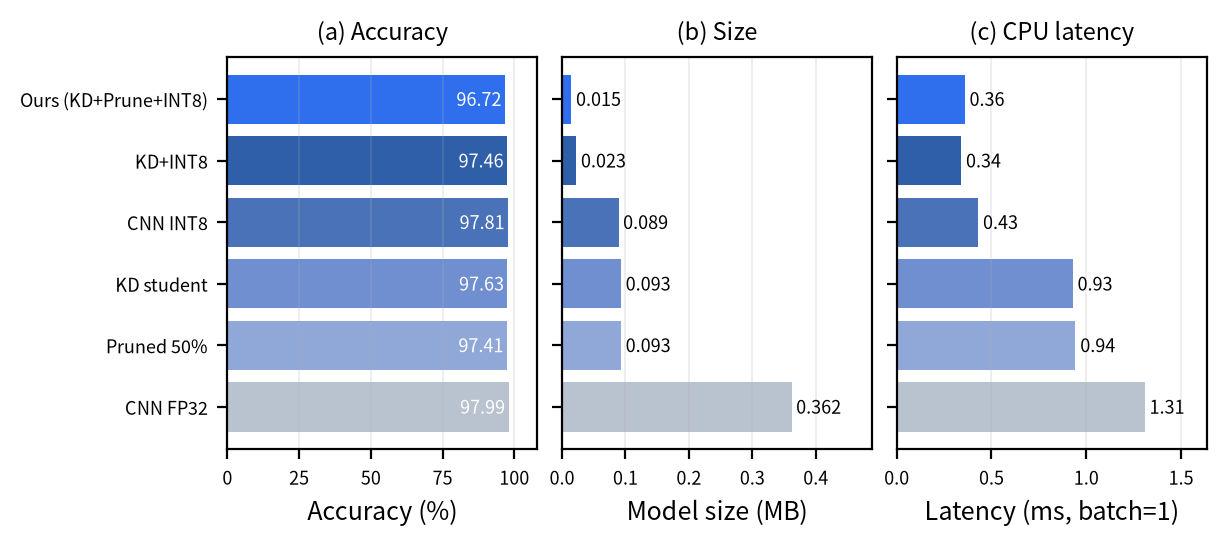 (a) Accuracy
(b) Size
(c) CPU latency
Ours (KD+Prune+INT8)
96.72
0.015
0.36
KD+INT8
97.46
0.023
0.34
CNN INT8
97.81
0.089
0.43
KD student
97.63
0.093
0.93
Pruned 50%
97.41
0.093
0.94
CNN FP32
97.99
0.362
1.31
0 25 50 75 100
0.0 0.1 0.2 0.3 0.4
0.0 0.5 1.0 1.5
Accuracy (%)
Model size (MB)
Latency (ms, batch=1)